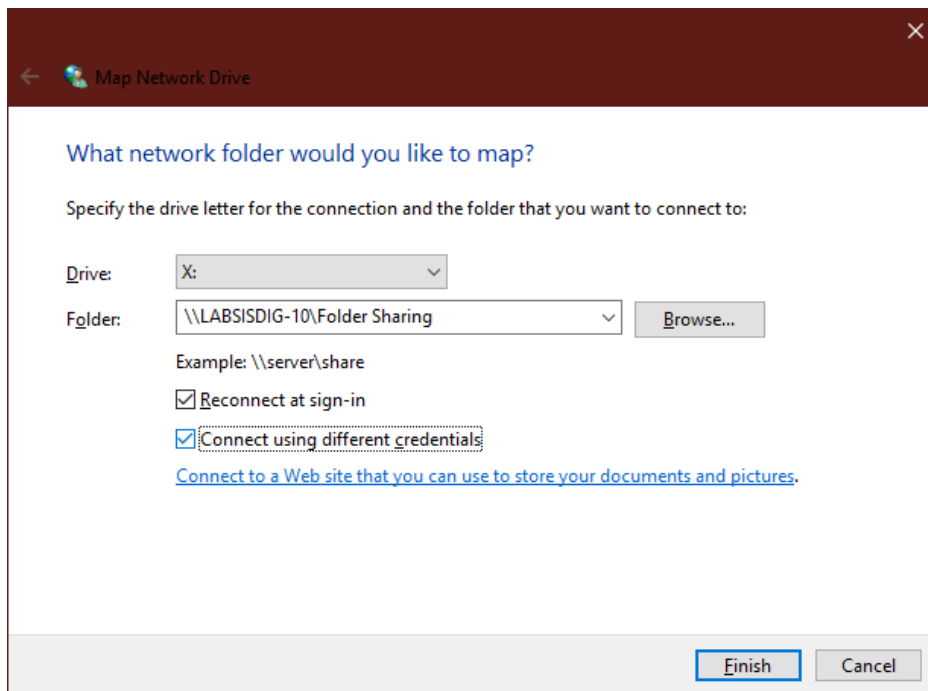 Map Network Drive
What network folder would you like to map?
Specify the drive letter for the connection and the folder that you want to connect to:
Drive: X:
Folder: \\LABSISDIG-10\Folder Sharing Browse...
Example: \\server\share
Reconnect at sign-in
Connect using different credentials
Connect to a Web site that you can use to store your documents and pictures.
Finish Cancel